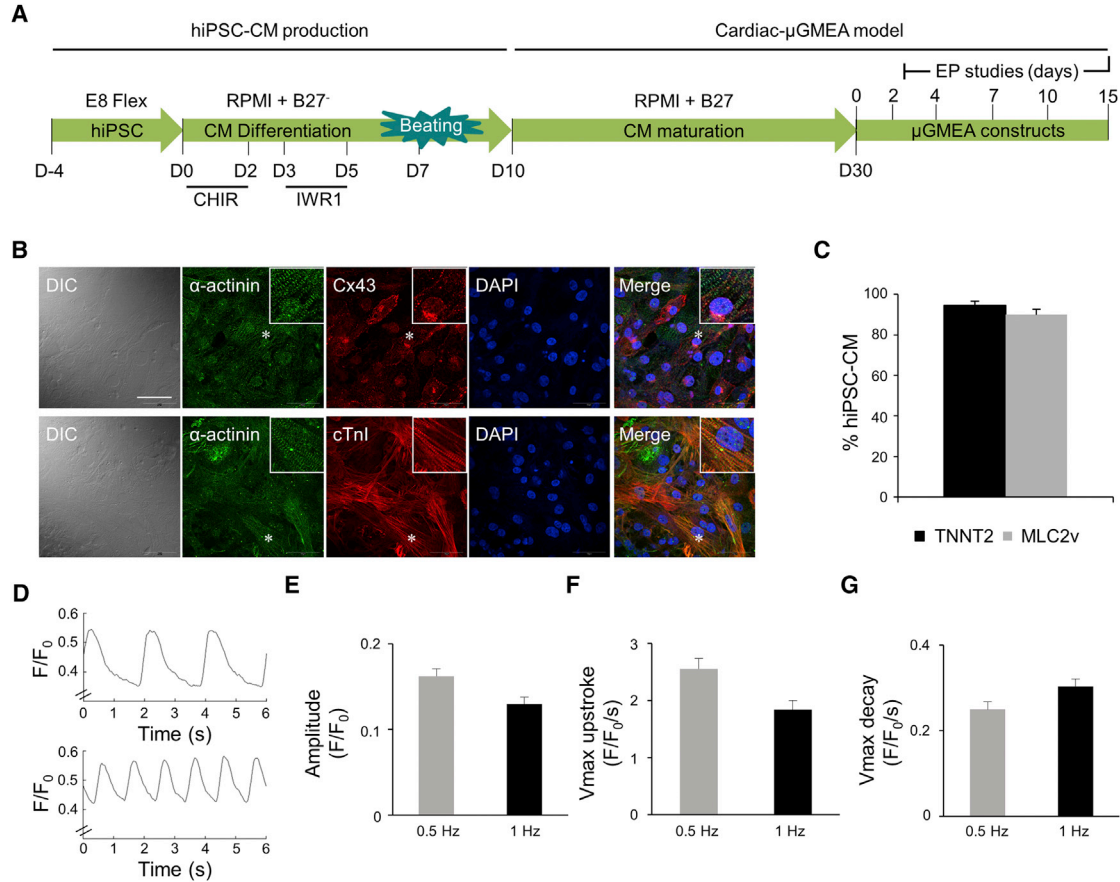 A
hiPSC-CM production
Cardiac-µGMEA model
EP studies (days)
E8 Flex
RPMI + B27-
RPMI + B27
0 2 4 7 10 15
hiPSC
CM Differentiation
Beating
CM maturation
µGMEA constructs
D-4 D0 D2 D3 D5 D7 D10 D30
CHIR
IWR1
B
DIC
α-actinin
Cx43
DAPI
Merge
*
*
*
DIC
α-actinin
cTnI
DAPI
Merge
*
*
*
C
% hiPSC-CM
100
80
60
40
20
0
TNNT2
MLC2v
D
F/F0
0.6
0.5
0.4
0 1 2 3 4 5 6
Time (s)
F/F0
0.6
0.5
0.4
0 1 2 3 4 5 6
Time (s)
E
Amplitude
(F/F0)
0.2
0.1
0
0.5 Hz
1 Hz
F
Vmax upstroke
(F/F0/s)
3
2
1
0
0.5 Hz
1 Hz
G
Vmax decay
(F/F0/s)
0.4
0.2
0
0.5 Hz
1 Hz